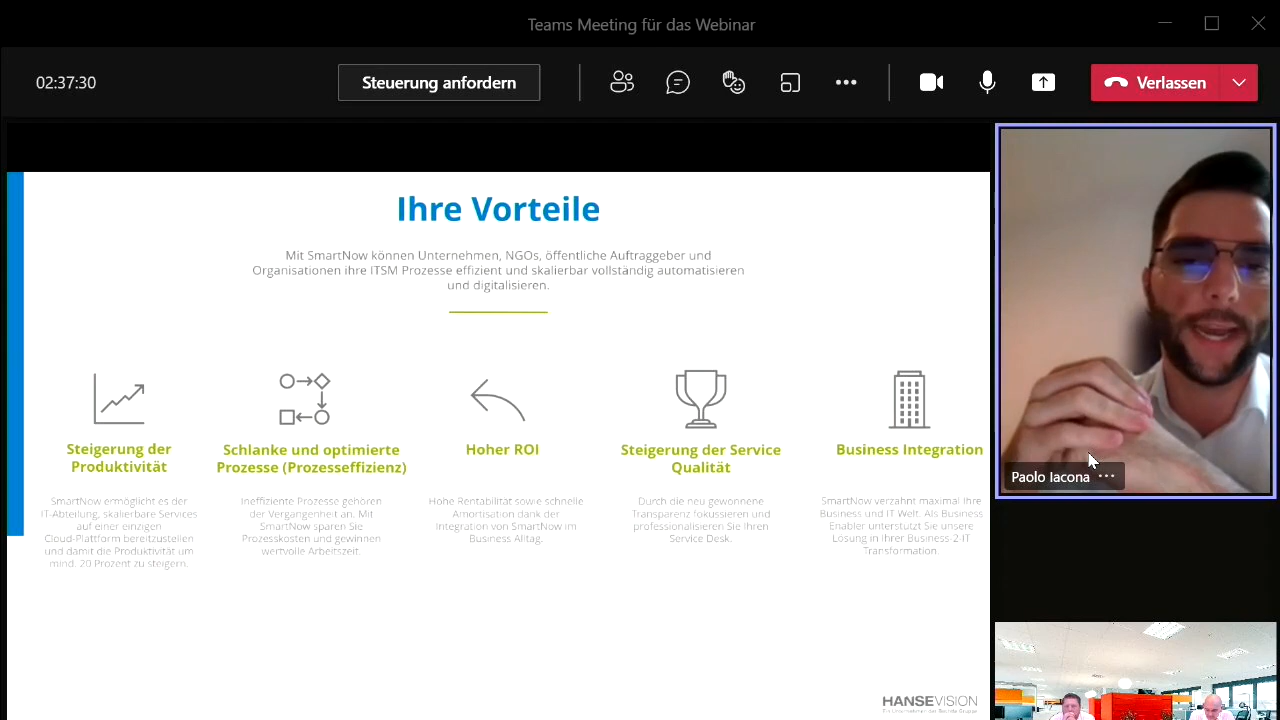 Teams Meeting für das Webinar
02:37:30
Steuerung anfordern
Verlassen
Ihre Vorteile
Mit SmartNow können Unternehmen, NGOs, öffentliche Auftraggeber und
Organisationen ihre ITSM Prozesse effizient und skalierbar vollständig automatisieren
und digitalisieren.
Steigerung der
Produktivität
SmartNow ermöglicht es der
IT-Abteilung, skalierbare Services
auf einer einzigen
Cloud-Plattform bereitzustellen
und damit die Produktivität um
mind. 20 Prozent zu steigern.
Schlanke und optimierte
Prozesse (Prozesseffizienz)
Ineffiziente Prozesse gehören
der Vergangenheit an. Mit
SmartNow sparen Sie
Prozesskosten und gewinnen
wertvolle Arbeitszeit.
Hoher ROI
Hohe Rentabilität sowie schnelle
Amortisation dank der
Integration von SmartNow im
Business Alltag.
Steigerung der Service
Qualität
Durch die neu gewonnene
Transparenz fokussieren und
professionalisieren Sie Ihren
Service Desk.
Business Integration
SmartNow verzahnt maximal Ihre
Business und IT Welt. Als Business
Enabler unterstützt Sie unsere
Lösung in Ihrer Business-2-IT
Transformation.
Paolo Iacona
HANSEVISION
Ein Unternehmen der Bechtle Gruppe